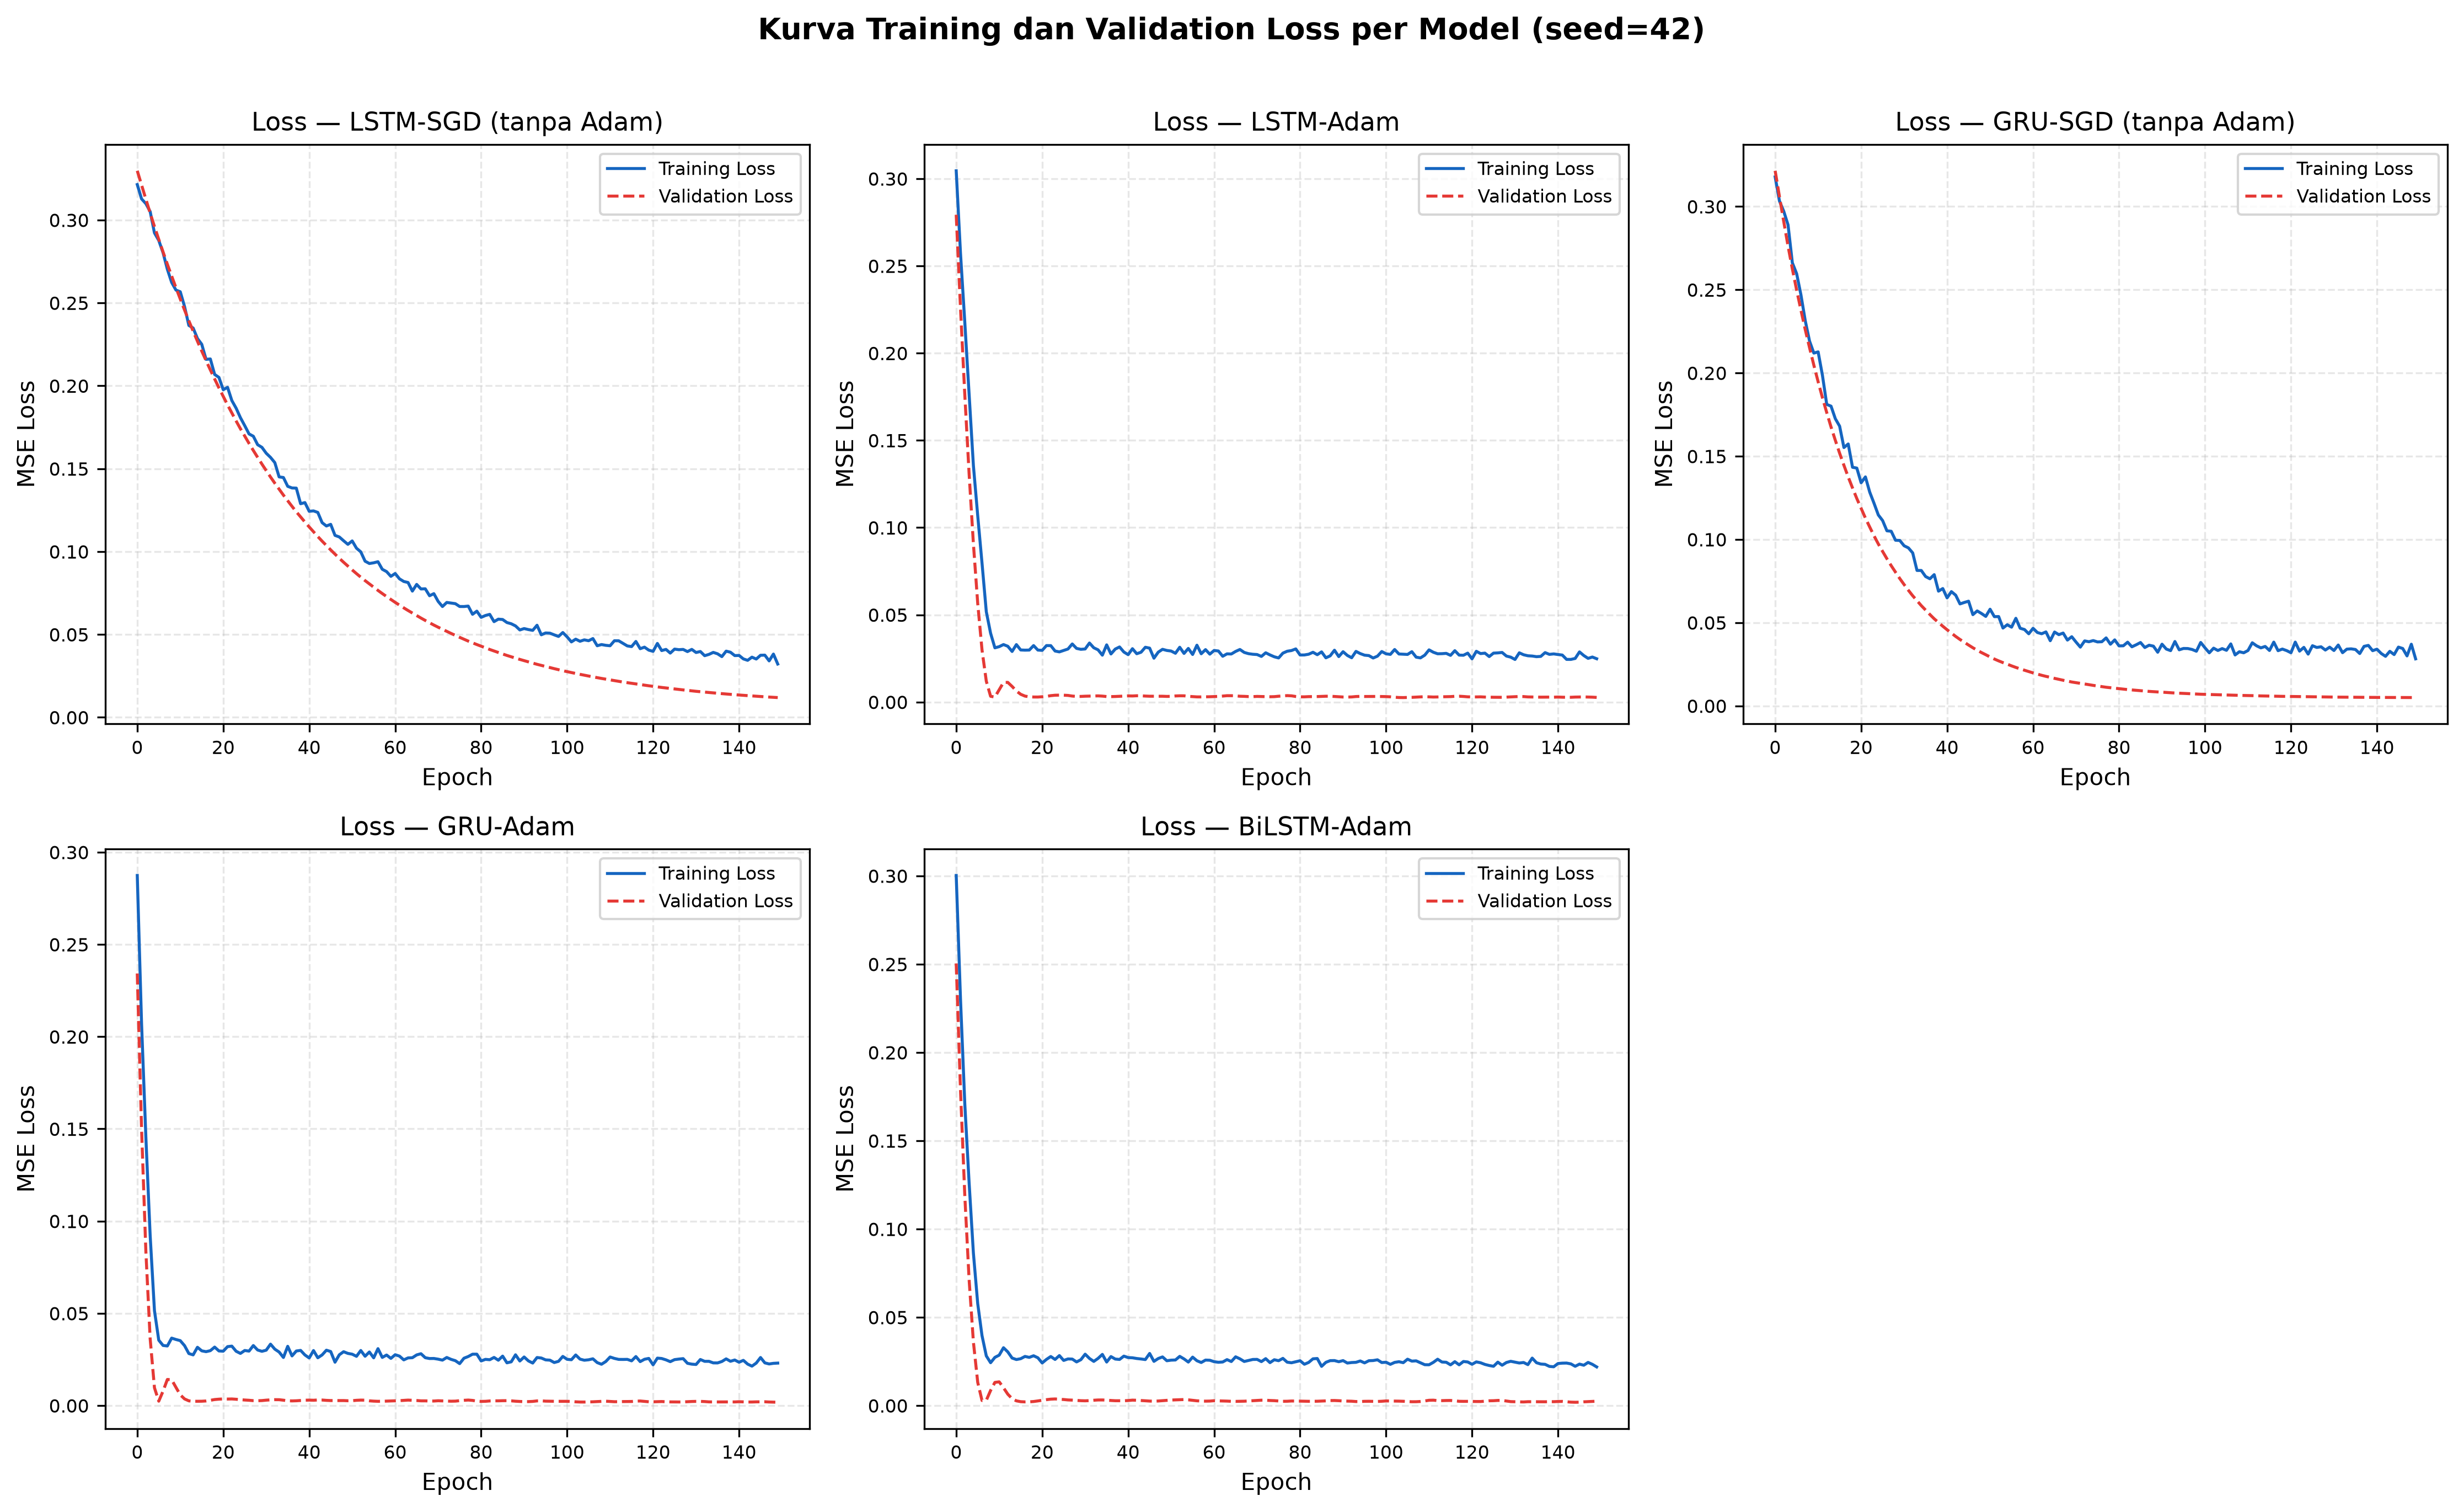 Kurva Training dan Validation Loss per Model (seed=42)
Loss — LSTM-SGD (tanpa Adam)
Training Loss
Validation Loss
MSE Loss
0.30
0.25
0.20
0.15
0.10
0.05
0.00
0 20 40 60 80 100 120 140
Epoch
Loss — LSTM-Adam
Training Loss
Validation Loss
MSE Loss
0.30
0.25
0.20
0.15
0.10
0.05
0.00
0 20 40 60 80 100 120 140
Epoch
Loss — GRU-SGD (tanpa Adam)
Training Loss
Validation Loss
MSE Loss
0.30
0.25
0.20
0.15
0.10
0.05
0.00
0 20 40 60 80 100 120 140
Epoch
Loss — GRU-Adam
Training Loss
Validation Loss
MSE Loss
0.30
0.25
0.20
0.15
0.10
0.05
0.00
0 20 40 60 80 100 120 140
Epoch
Loss — BiLSTM-Adam
Training Loss
Validation Loss
MSE Loss
0.30
0.25
0.20
0.15
0.10
0.05
0.00
0 20 40 60 80 100 120 140
Epoch